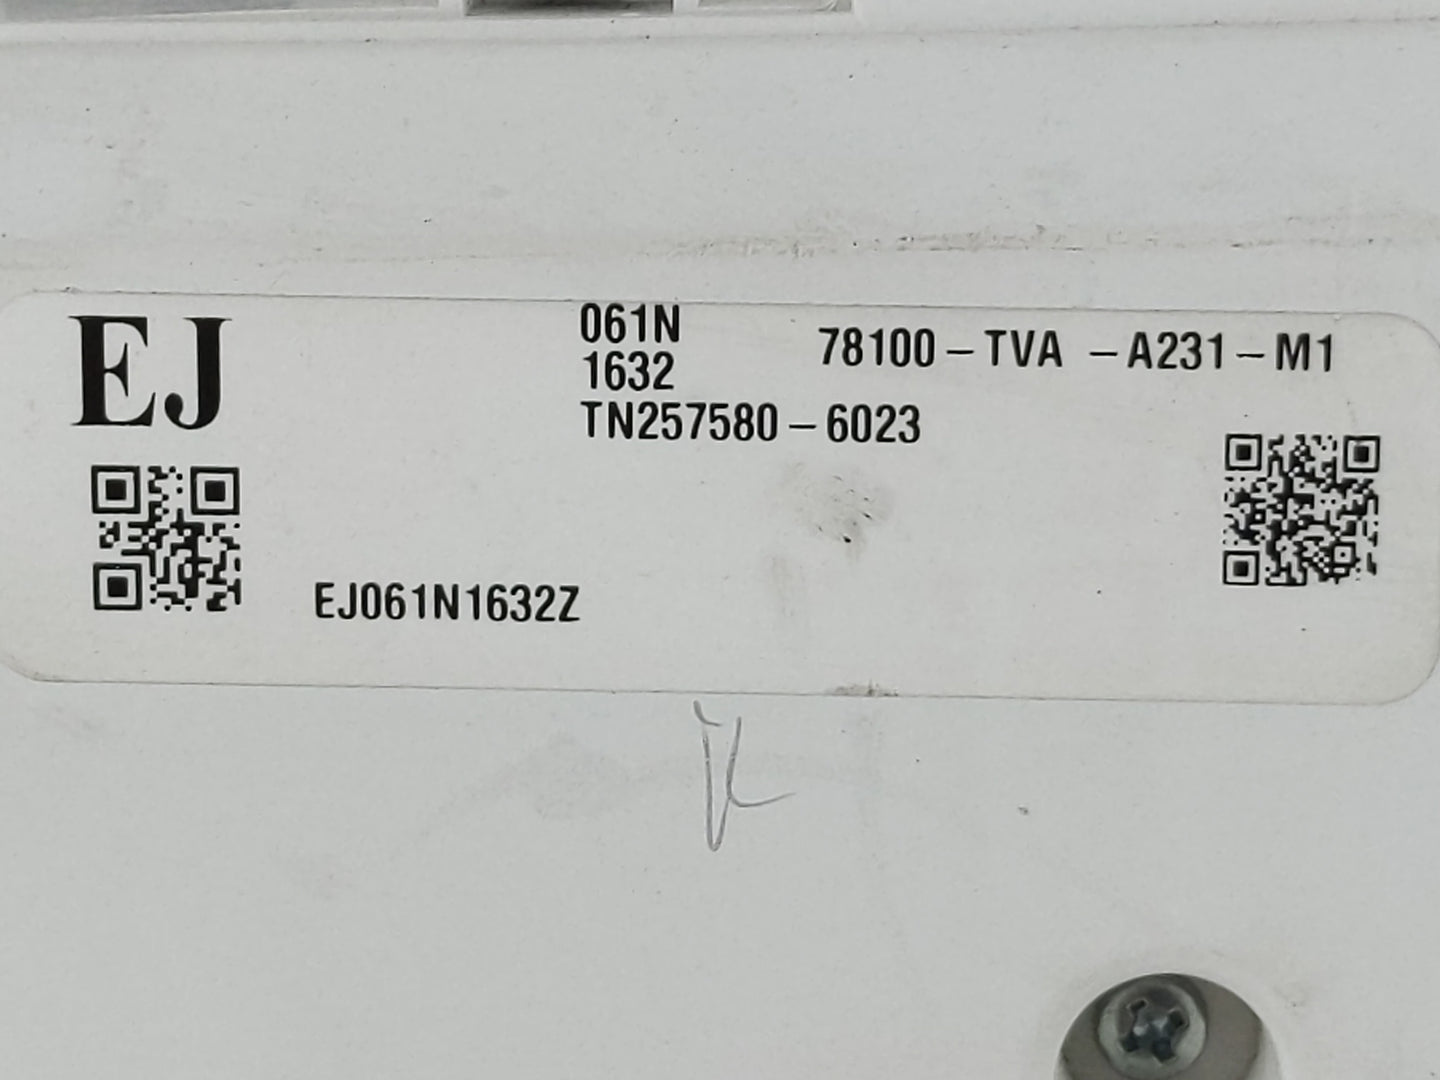 EJ
061N
1632
TN257580-6023
78100-TVA -A231-M1
EJ061N1632Z